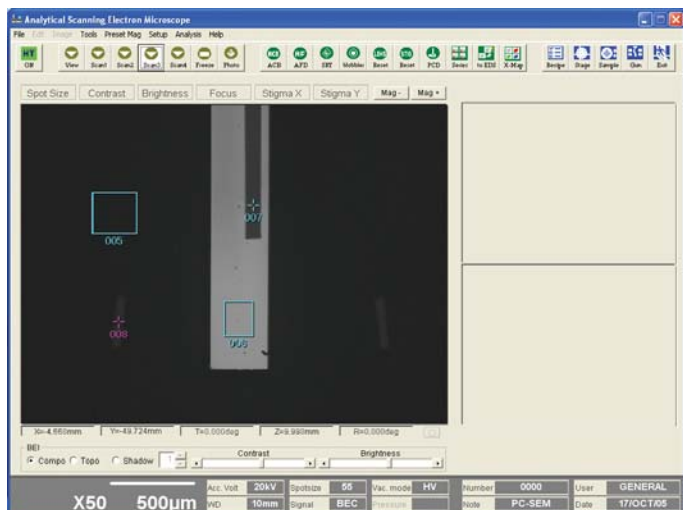 Analytical Scanning Electron Microscope
File Edit Image Tools Preset Mag Setup Analysis Help
HT
View Scan1 Scan2 Scan3 Scan4 Freeze Photo ACB AFD SRT Wobbler Reset Reset PCD Series to EDS X-Map Recipe Stage Sample Gun Exit
Spot Size Contrast Brightness Focus Stigma X Stigma Y Mag - Mag +
007
005
008
006
X=-4.660mm Y=-49.724mm T=0.000deg Z=9.990mm R=0.000deg
BEI
Contrast Brightness
Compo Topo Shadow 1
Acc. Volt 20kV Spotsize 55 Vac. mode HV Number 0000 User GENERAL
X50 500µm WD 10mm Signal BEC Pressure Note PC-SEM Date 17/OCT/05